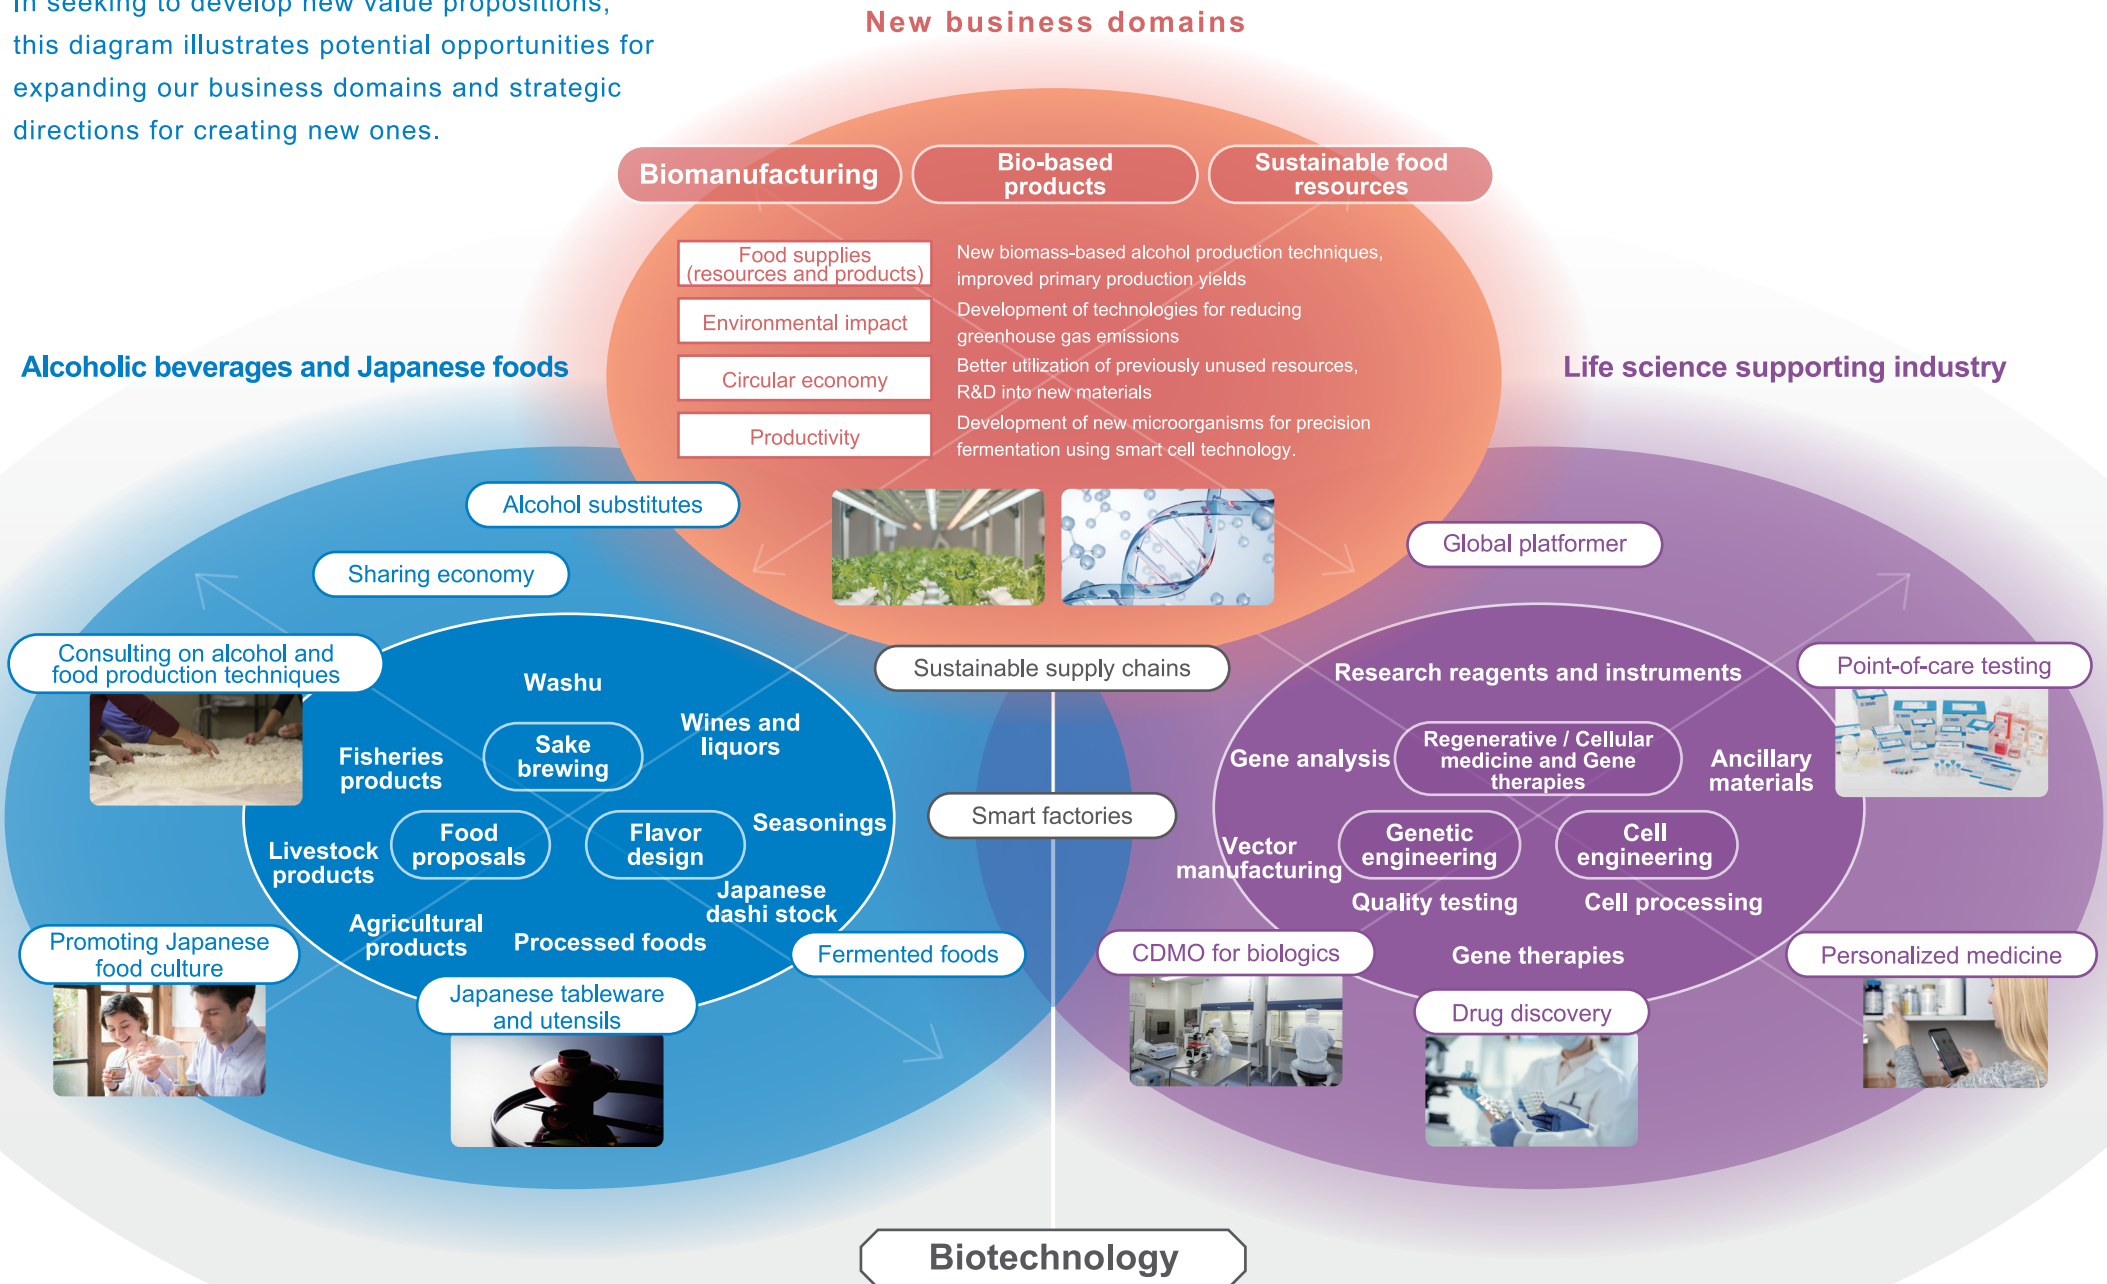 In seeking to develop new value propositions,
this diagram illustrates potential opportunities for
expanding our business domains and strategic
directions for creating new ones.
New business domains
Biomanufacturing
Bio-based
products
Sustainable food
resources
Food supplies
(resources and products)
New biomass-based alcohol production techniques,
improved primary production yields
Environmental impact
Development of technologies for reducing
greenhouse gas emissions
Circular economy
Better utilization of previously unused resources,
R&D into new materials
Productivity
Development of new microorganisms for precision
fermentation using smart cell technology.
Alcoholic beverages and Japanese foods
Alcohol substitutes
Sharing economy
Consulting on alcohol and
food production techniques
Washu
Wines and
liquors
Sake
brewing
Fisheries
products
Food
proposals
Flavor
design
Seasonings
Livestock
products
Japanese
dashi stock
Agricultural
products
Processed foods
Promoting Japanese
food culture
Fermented foods
Japanese tableware
and utensils
Sustainable supply chains
Smart factories
Life science supporting industry
Global platformer
Research reagents and instruments
Point-of-care testing
Gene analysis
Regenerative / Cellular
medicine and Gene
therapies
Ancillary
materials
Vector
manufacturing
Genetic
engineering
Cell
engineering
Quality testing
Cell processing
CDMO for biologics
Gene therapies
Personalized medicine
Drug discovery
Biotechnology